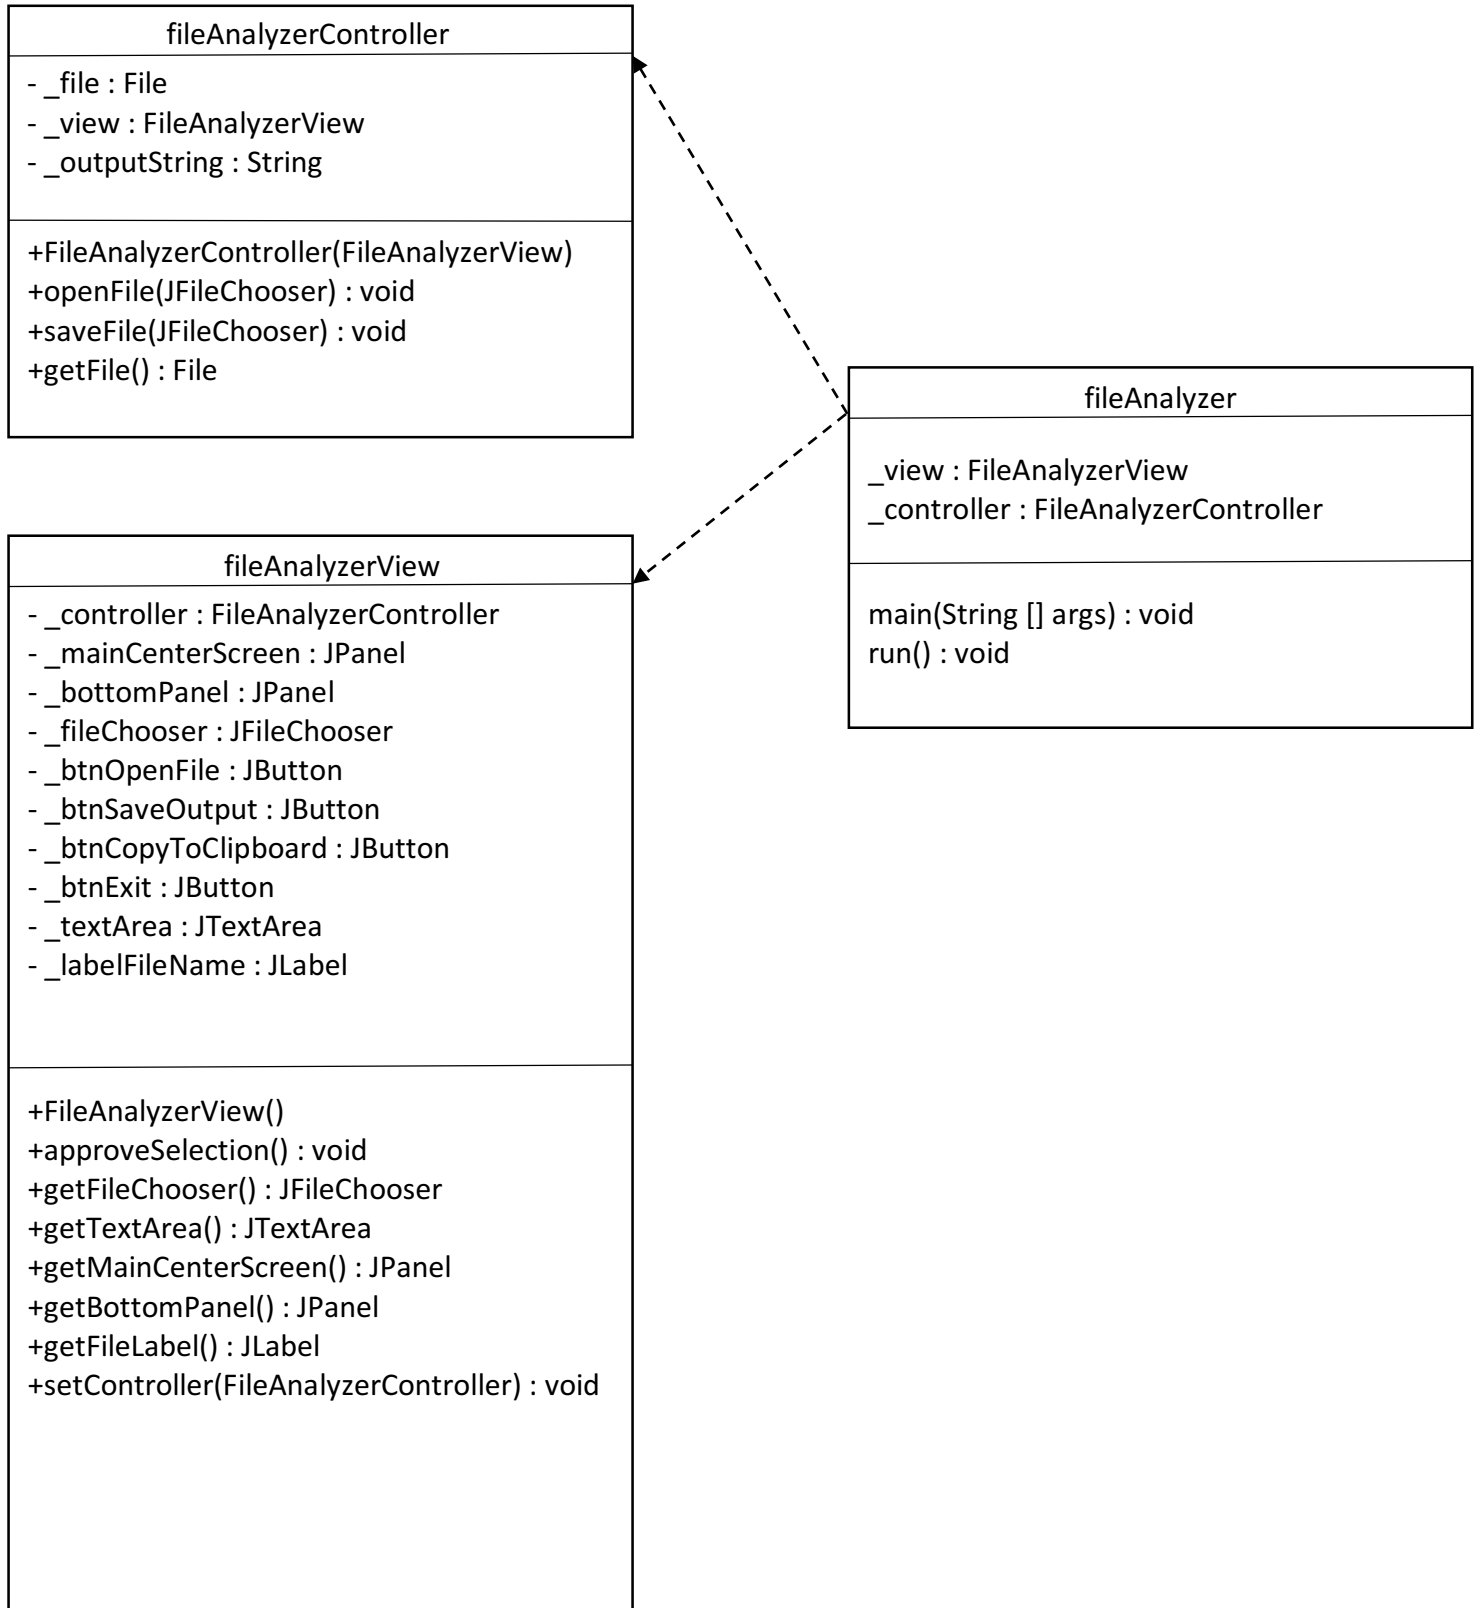 fileAnalyzerController
- _file : File
- _view : FileAnalyzerView
- _outputString : String
+FileAnalyzerController(FileAnalyzerView)
+openFile(JFileChooser) : void
+saveFile(JFileChooser) : void
+getFile() : File
fileAnalyzer
_view : FileAnalyzerView
_controller : FileAnalyzerController
main(String [] args) : void
run() : void
fileAnalyzerView
- _controller : FileAnalyzerController
- _mainCenterScreen : JPanel
- _bottomPanel : JPanel
- _fileChooser : JFileChooser
- _btnOpenFile : JButton
- _btnSaveOutput : JButton
- _btnCopyToClipboard : JButton
- _btnExit : JButton
- _textArea : JTextArea
- _labelFileName : JLabel
+FileAnalyzerView()
+approveSelection() : void
+getFileChooser() : JFileChooser
+getTextArea() : JTextArea
+getMainCenterScreen() : JPanel
+getBottomPanel() : JPanel
+getFileLabel() : JLabel
+setController(FileAnalyzerController) : void